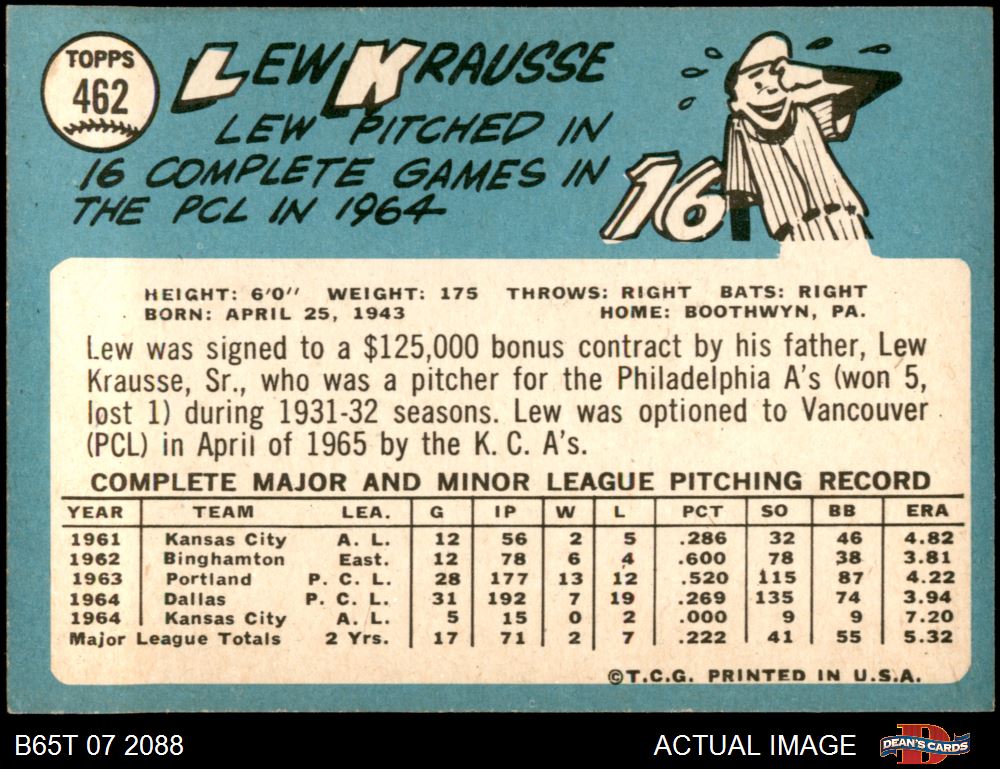 TOPPS
462
LEW KRAUSSE
LEW PITCHED IN
16 COMPLETE GAMES IN
THE PCL IN 1964
16
HEIGHT: 6'0" WEIGHT: 175 THROWS: RIGHT BATS: RIGHT
BORN: APRIL 25, 1943 HOME: BOOTHWYN, PA.
Lew was signed to a $125,000 bonus contract by his father, Lew
Krausse, Sr., who was a pitcher for the Philadelphia A's (won 5,
lost 1) during 1931-32 seasons. Lew was optioned to Vancouver
(PCL) in April of 1965 by the K. C. A's.
COMPLETE MAJOR AND MINOR LEAGUE PITCHING RECORD
YEAR TEAM LEA. G IP W L PCT SO BB ERA
1961 Kansas City A. L. 12 56 2 5 .286 32 46 4.82
1962 Binghamton East. 12 78 6 4 .600 78 38 3.81
1963 Portland P. C. L. 28 177 13 12 .520 115 87 4.22
1964 Dallas P. C. L. 31 192 7 19 .269 135 74 3.94
1964 Kansas City A. L. 5 15 0 2 .000 9 9 7.20
Major League Totals 2 Yrs. 17 71 2 7 .222 41 55 5.32
©T.C.G. PRINTED IN U.S.A.
B65T 07 2088 ACTUAL IMAGE DEAN'S CARDS